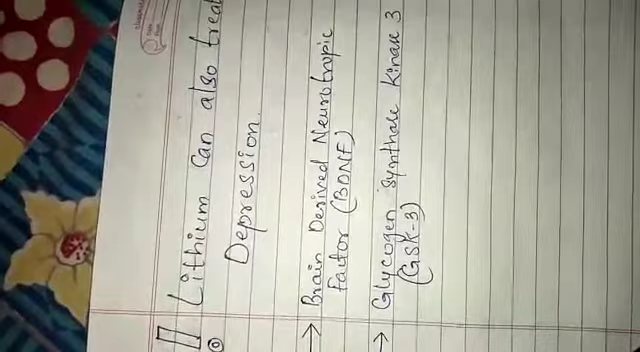 Lithium can also treat
Depression.
→ Brain Derived Neurotropic
Factor (BDNF)
→ Glycogen Synthase Kinase 3
(GSK-3)